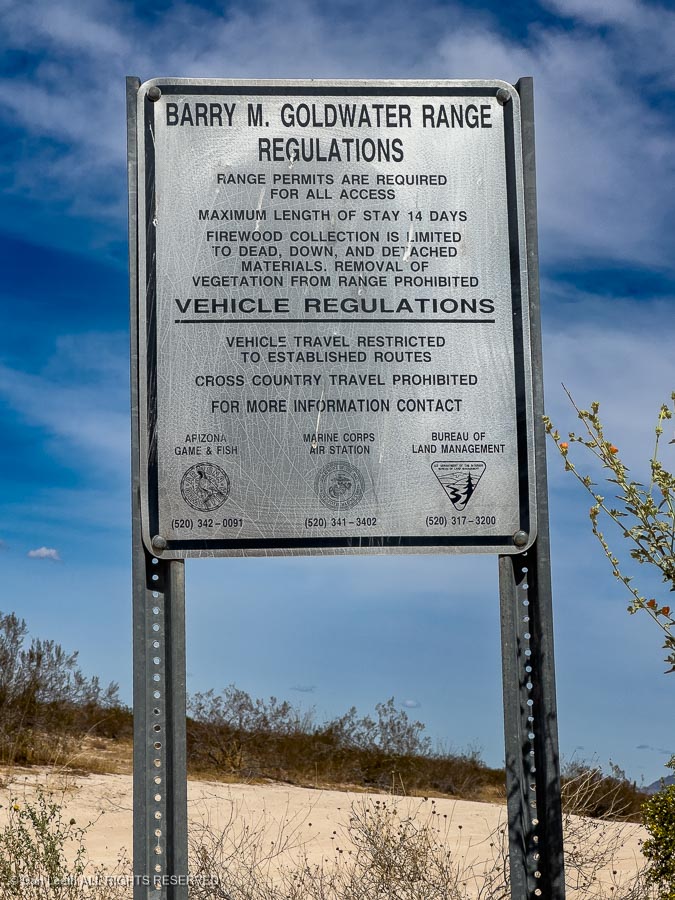 BARRY M. GOLDWATER RANGE
REGULATIONS
RANGE PERMITS ARE REQUIRED
FOR ALL ACCESS
MAXIMUM LENGTH OF STAY 14 DAYS
FIREWOOD COLLECTION IS LIMITED
TO DEAD, DOWN, AND DETACHED
MATERIALS. REMOVAL OF
VEGETATION FROM RANGE PROHIBITED
VEHICLE REGULATIONS
VEHICLE TRAVEL RESTRICTED
TO ESTABLISHED ROUTES
CROSS COUNTRY TRAVEL PROHIBITED
FOR MORE INFORMATION CONTACT
ARIZONA
GAME & FISH
(520) 342-0091
MARINE CORPS
AIR STATION
(520) 341-3402
BUREAU OF
LAND MANAGEMENT
(520) 317-3200
ALL RIGHTS RESERVED